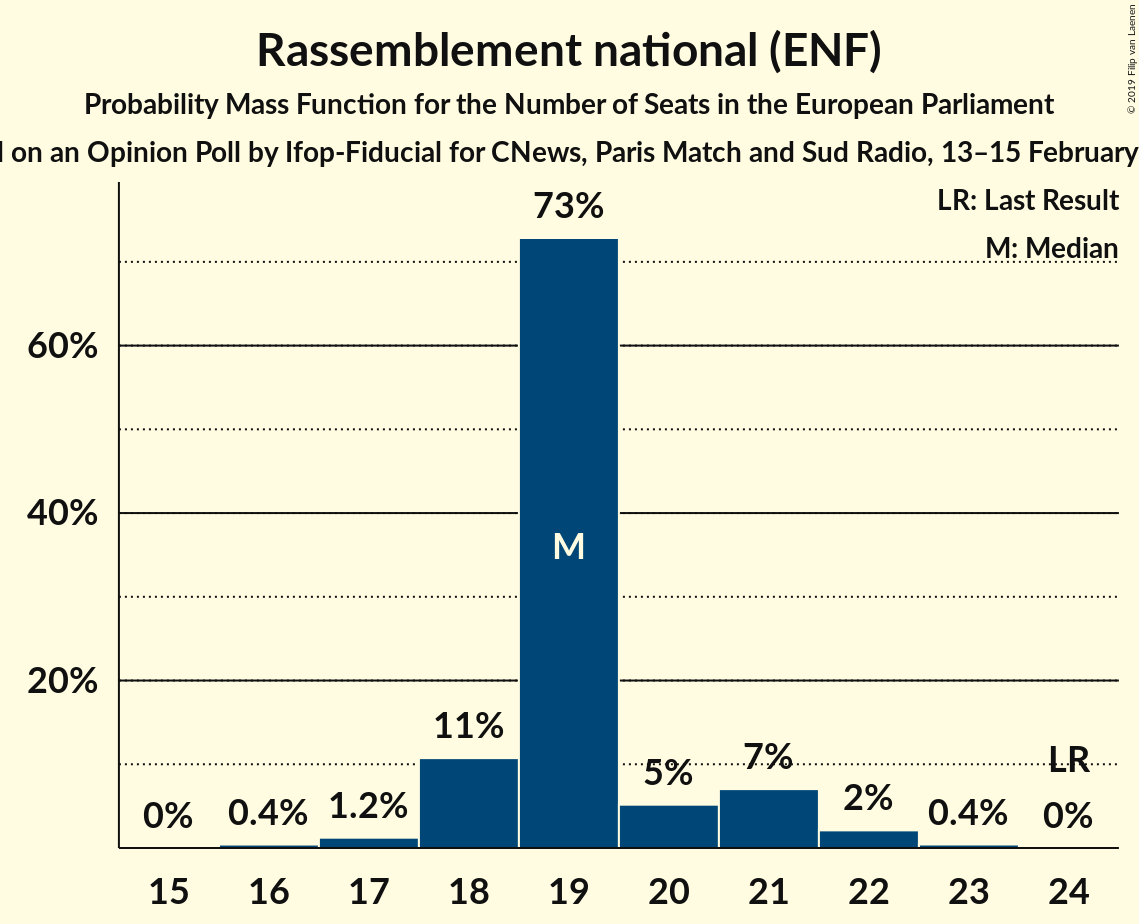 © 2019 Filip van Laenen
Rassemblement national (ENF)
Probability Mass Function for the Number of Seats in the European Parliament
on an Opinion Poll by Ifop-Fiducial for CNews, Paris Match and Sud Radio, 13–15 February
LR: Last Result
M: Median
73%
60%
40%
M
20%
11%
5%
7%
LR
0%
0.4%
1.2%
2%
0.4%
0%
15 16 17 18 19 20 21 22 23 24